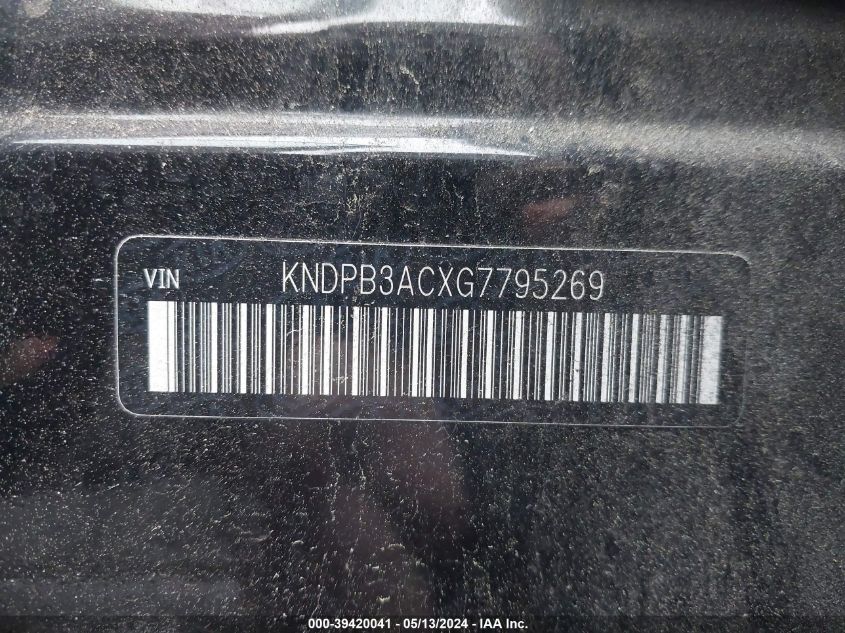 VIN KNDPB3ACXG7795269
000-39420041 - 05/13/2024 - IAA Inc.